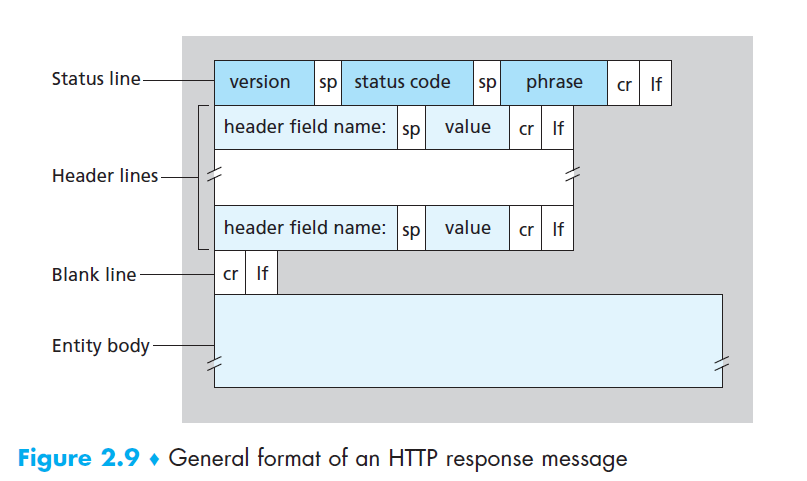 Status line
version sp status code sp phrase cr lf
header field name: sp value cr lf
Header lines
header field name: sp value cr lf
Blank line
cr lf
Entity body
Figure 2.9 ♦ General format of an HTTP response message